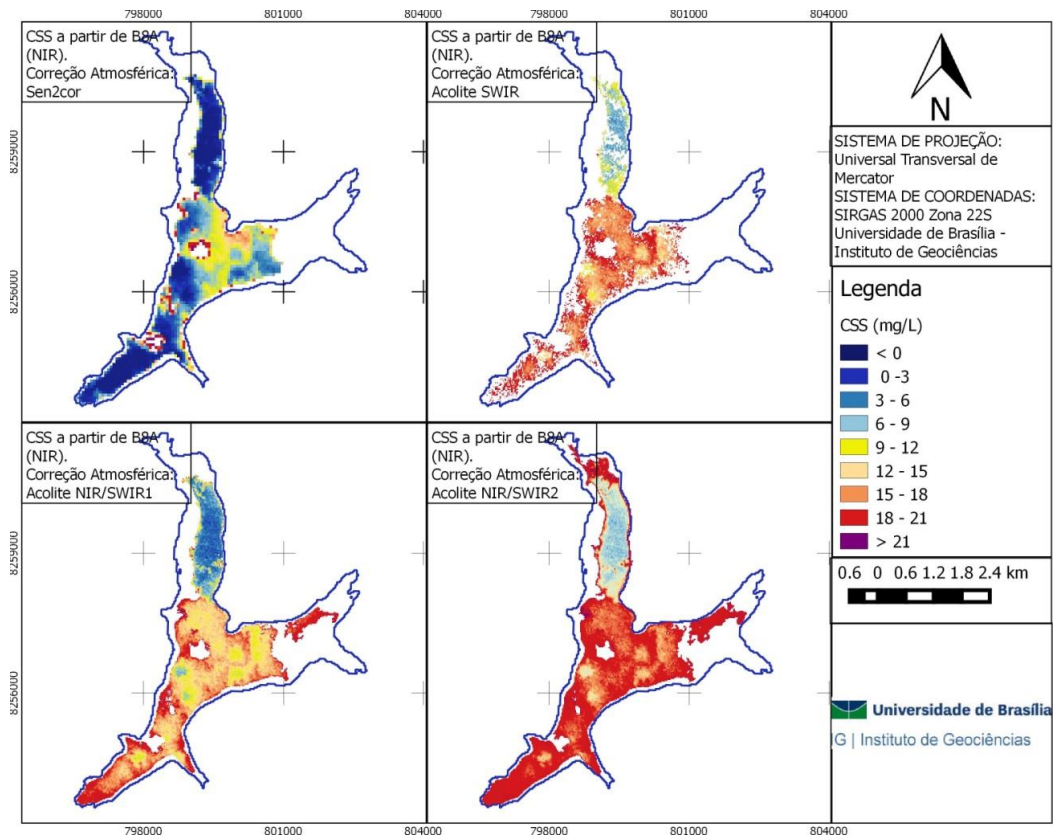 798000 801000 804000 798000 801000 804000
CSS a partir de B8A
(NIR).
Correção Atmosférica:
Sen2cor
CSS a partir de B8A
(NIR).
Correção Atmosférica:
Acolite SWIR
8259000
CSS a partir de B8A
(NIR).
Correção Atmosférica:
Acolite NIR/SWIR1
CSS a partir de B8A
(NIR).
Correção Atmosférica:
Acolite NIR/SWIR2
8259000
798000 801000 804000 798000 801000 804000
N
SISTEMA DE PROJEÇÃO:
Universal Transversal de
Mercator
SISTEMA DE COORDENADAS:
SIRGAS 2000 Zona 22S
Universidade de Brasília -
Instituto de Geociências
Legenda
CSS (mg/L)
< 0
0 -3
3 - 6
6 - 9
9 - 12
12 - 15
15 - 18
18 - 21
> 21
0.6 0 0.6 1.2 1.8 2.4 km
Universidade de Brasília
IG | Instituto de Geociências